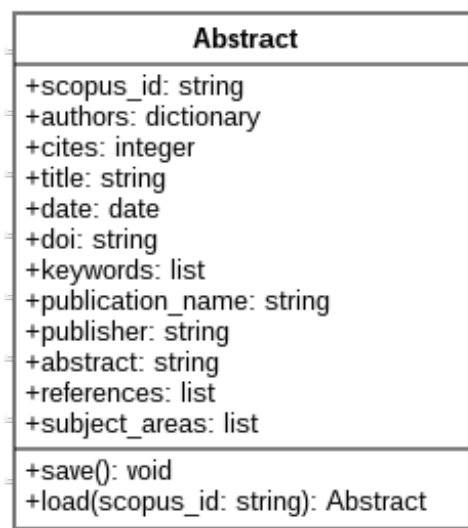 Abstract
+scopus_id: string
+authors: dictionary
+cites: integer
+title: string
+date: date
+doi: string
+keywords: list
+publication_name: string
+publisher: string
+abstract: string
+references: list
+subject_areas: list
+save(): void
+load(scopus_id: string): Abstract